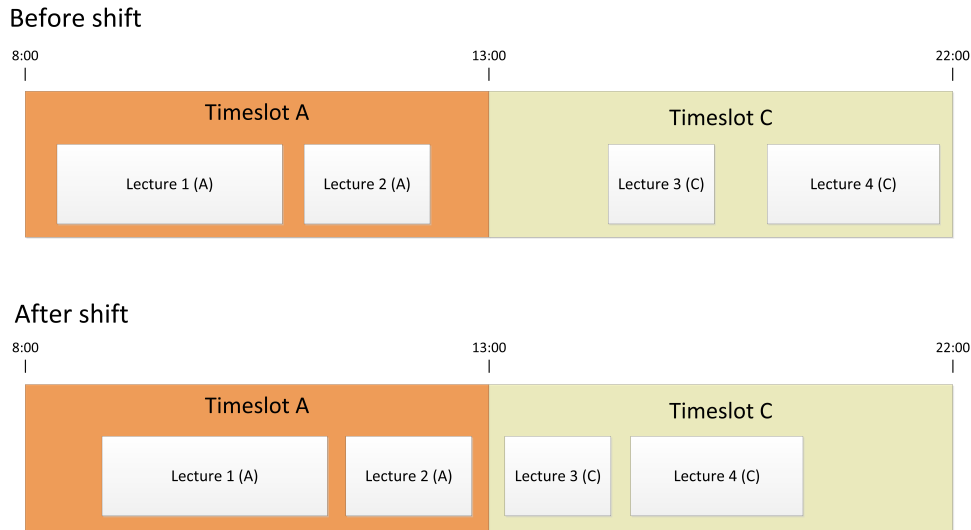 Before shift
8:00 13:00 22:00
Timeslot A Timeslot C
Lecture 1 (A) Lecture 2 (A) Lecture 3 (C) Lecture 4 (C)
After shift
8:00 13:00 22:00
Timeslot A Timeslot C
Lecture 1 (A) Lecture 2 (A) Lecture 3 (C) Lecture 4 (C)